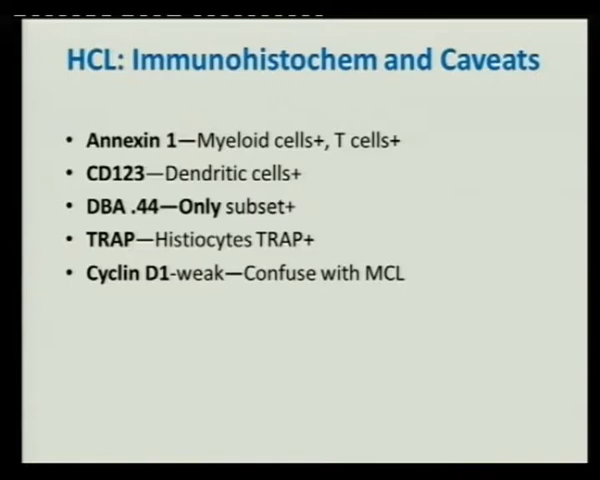 HCL: Immunohistochem and Caveats
• Annexin 1—Myeloid cells+, T cells+
• CD123—Dendritic cells+
• DBA .44—Only subset+
• TRAP—Histiocytes TRAP+
• Cyclin D1-weak—Confuse with MCL